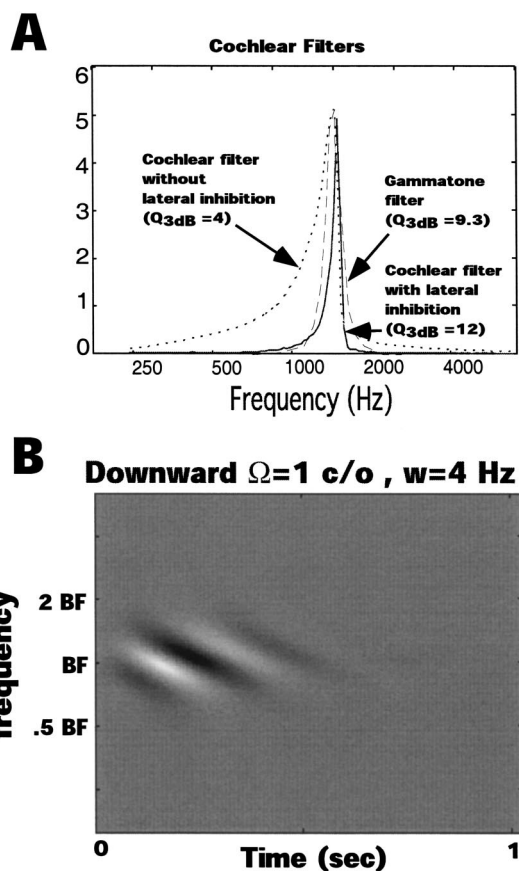 A
Cochlear Filters
6
5
4
3
2
1
0
Cochlear filter
without
lateral inhibition
(Q3dB =4)
Gammatone
filter
(Q3dB =9.3)
Cochlear filter
with lateral
inhibition
(Q3dB =12)
250 500 1000 2000 4000
Frequency (Hz)
B
Downward Ω=1 c/o , w=4 Hz
frequency
2 BF
BF
.5 BF
0 1
Time (sec)